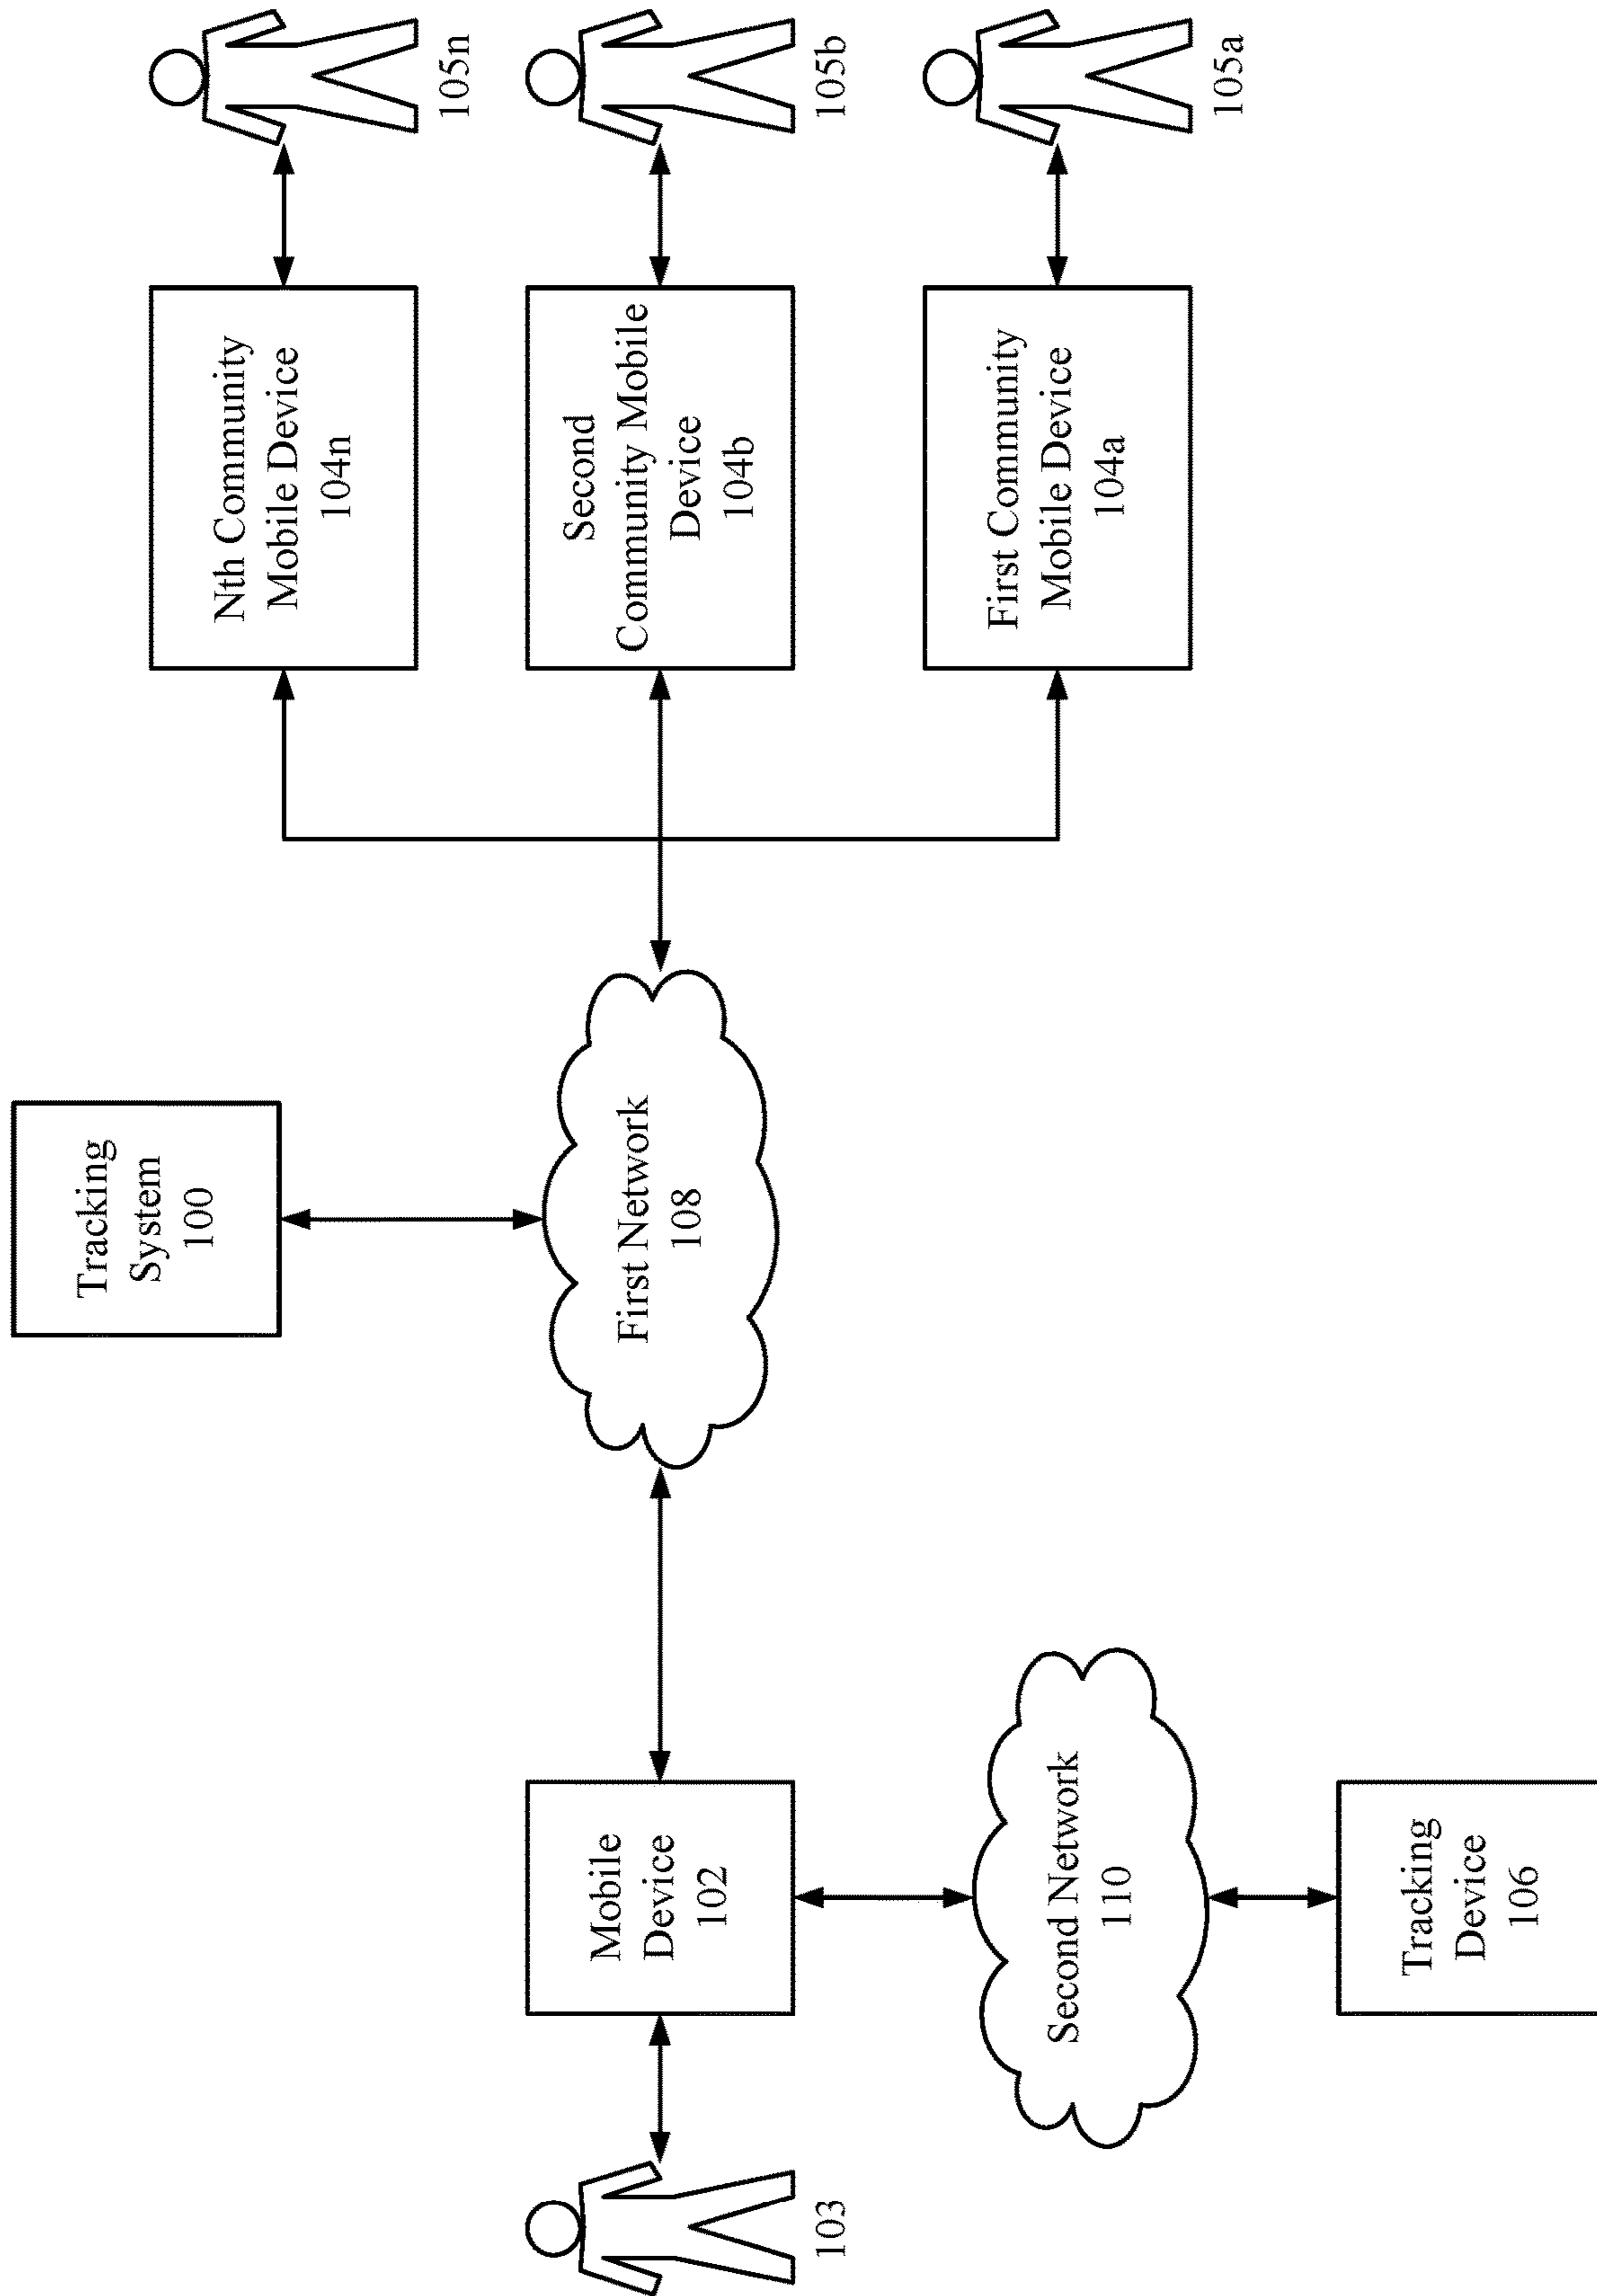 Tracking
System
100
Nth Community
Mobile Device
104n
105n
103
Mobile
Device
102
First Network
108
Second
Community Mobile
Device
104b
105b
Second Network
110
First Community
Mobile Device
104a
105a
Tracking
Device
106